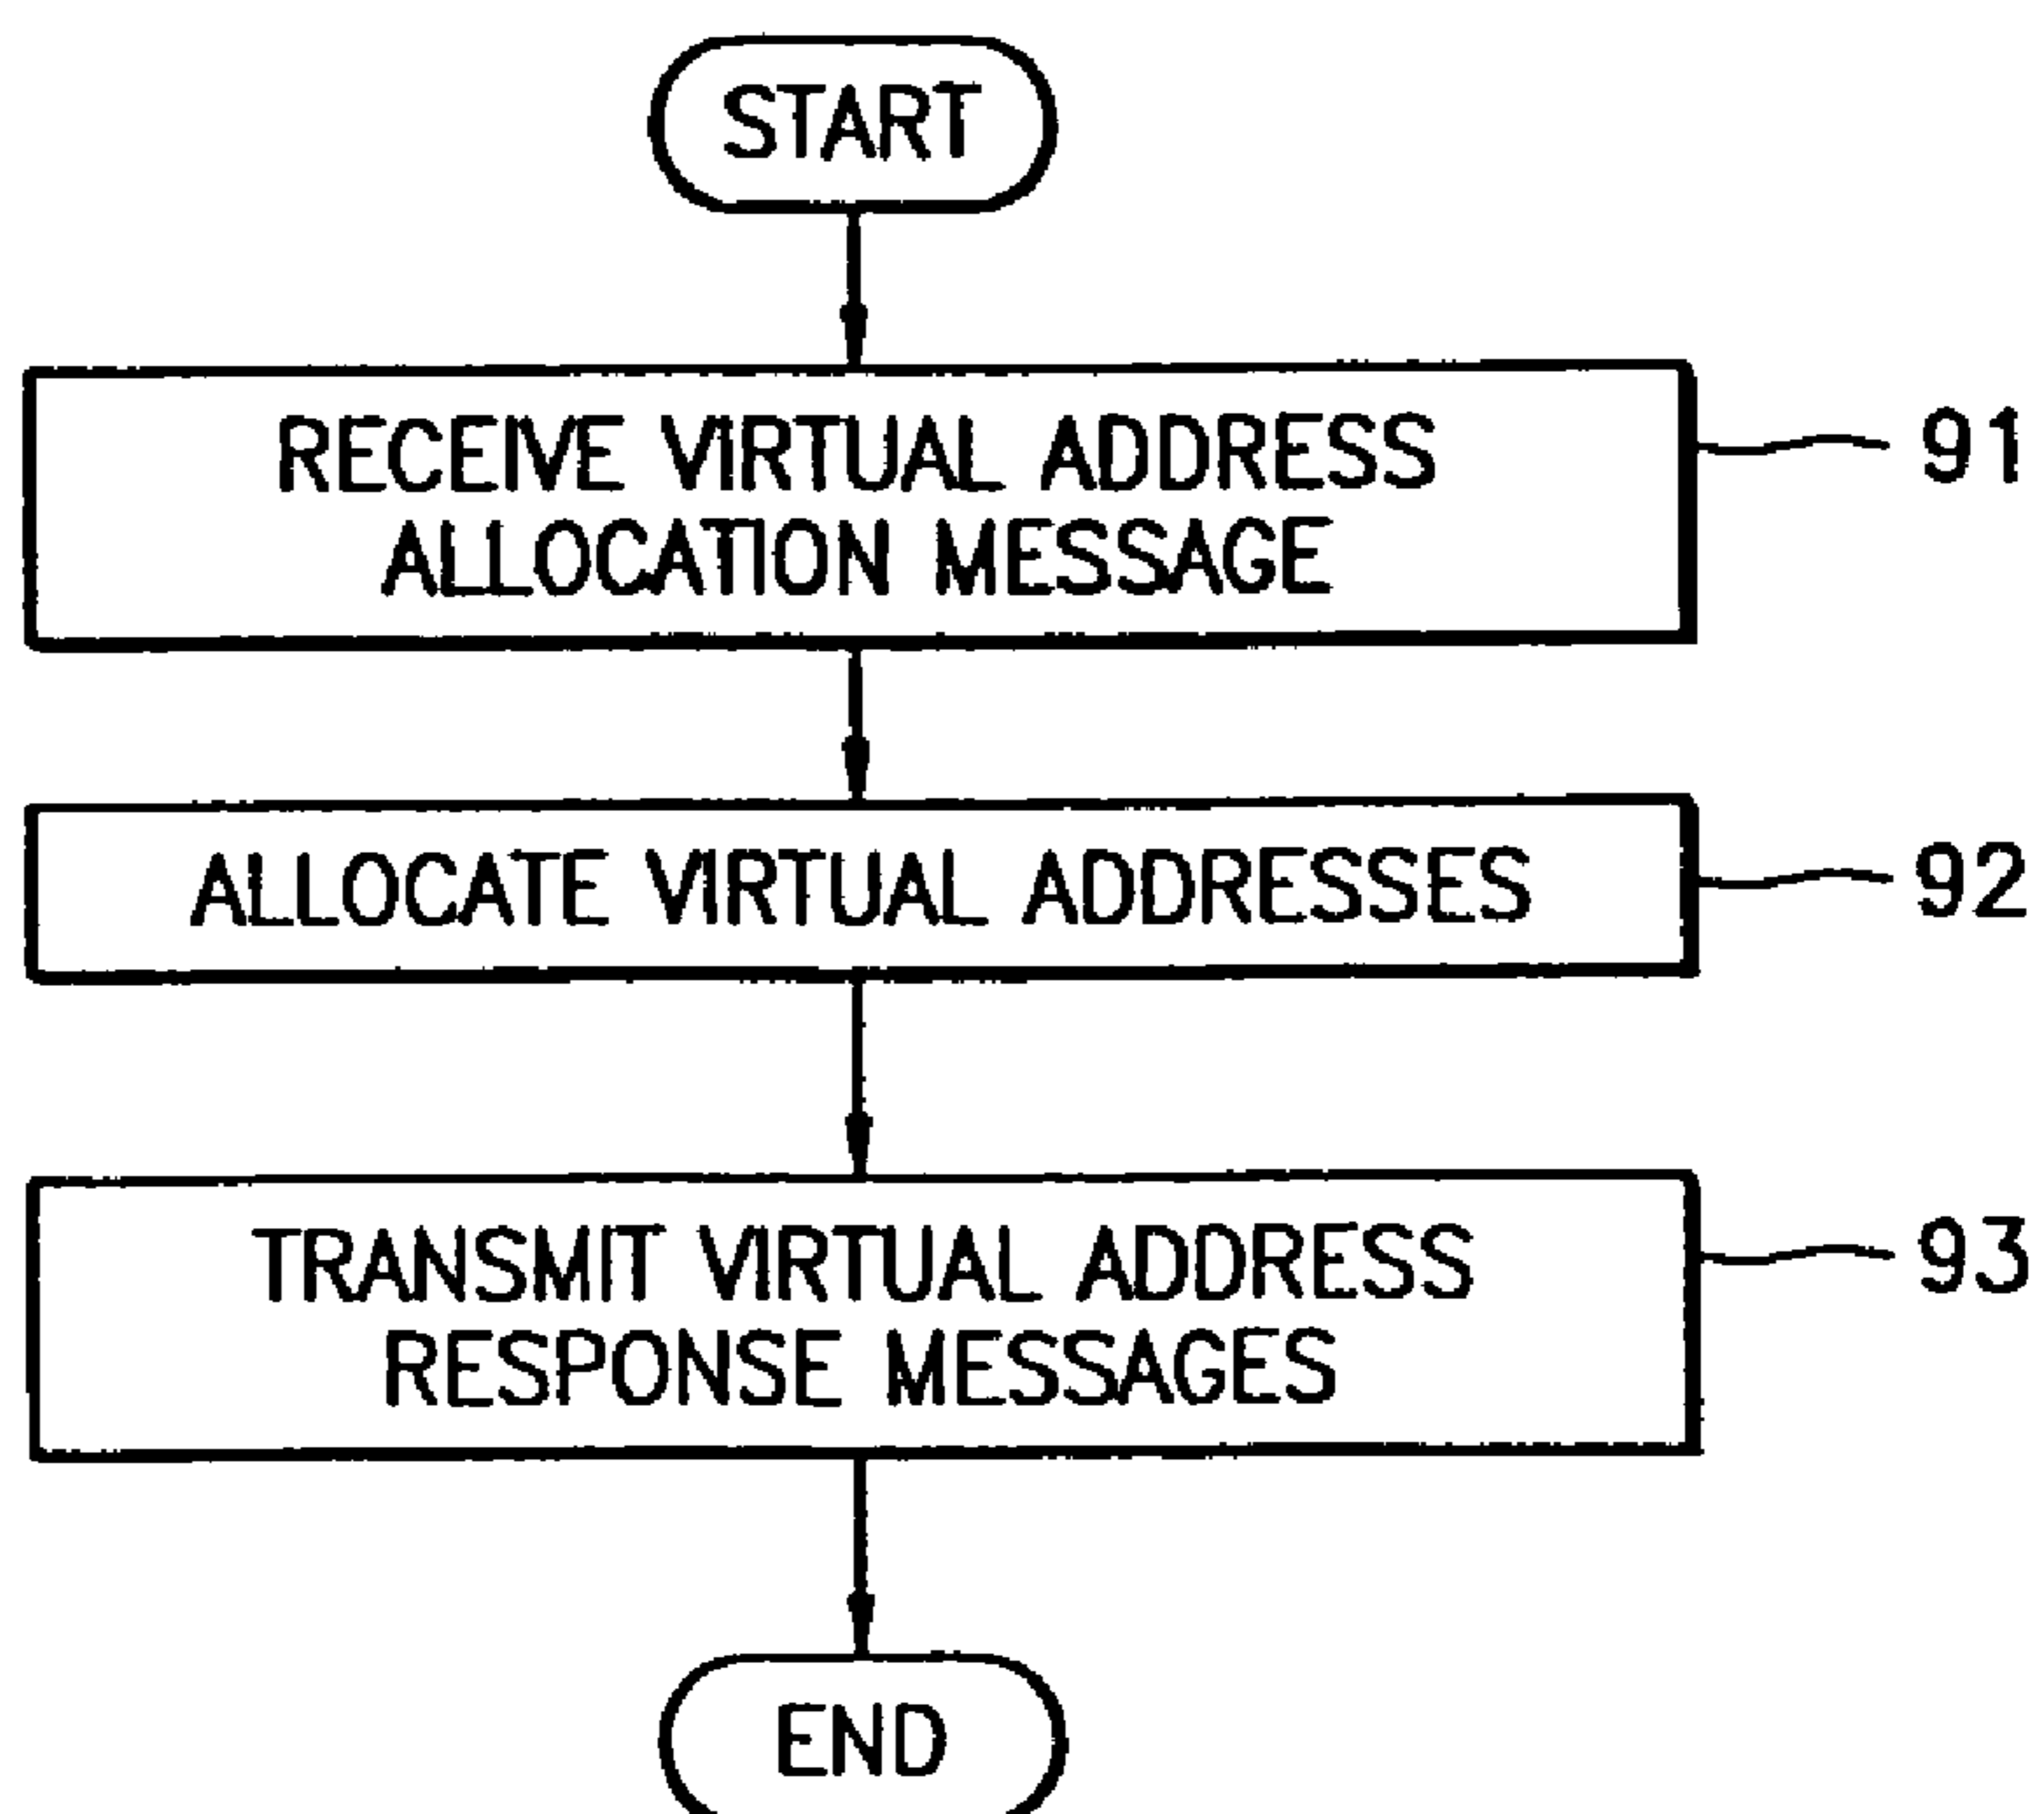 START
RECEIVE VIRTUAL ADDRESS
ALLOCATION MESSAGE
91
ALLOCATE VIRTUAL ADDRESSES
92
TRANSMIT VIRTUAL ADDRESS
RESPONSE MESSAGES
93
END